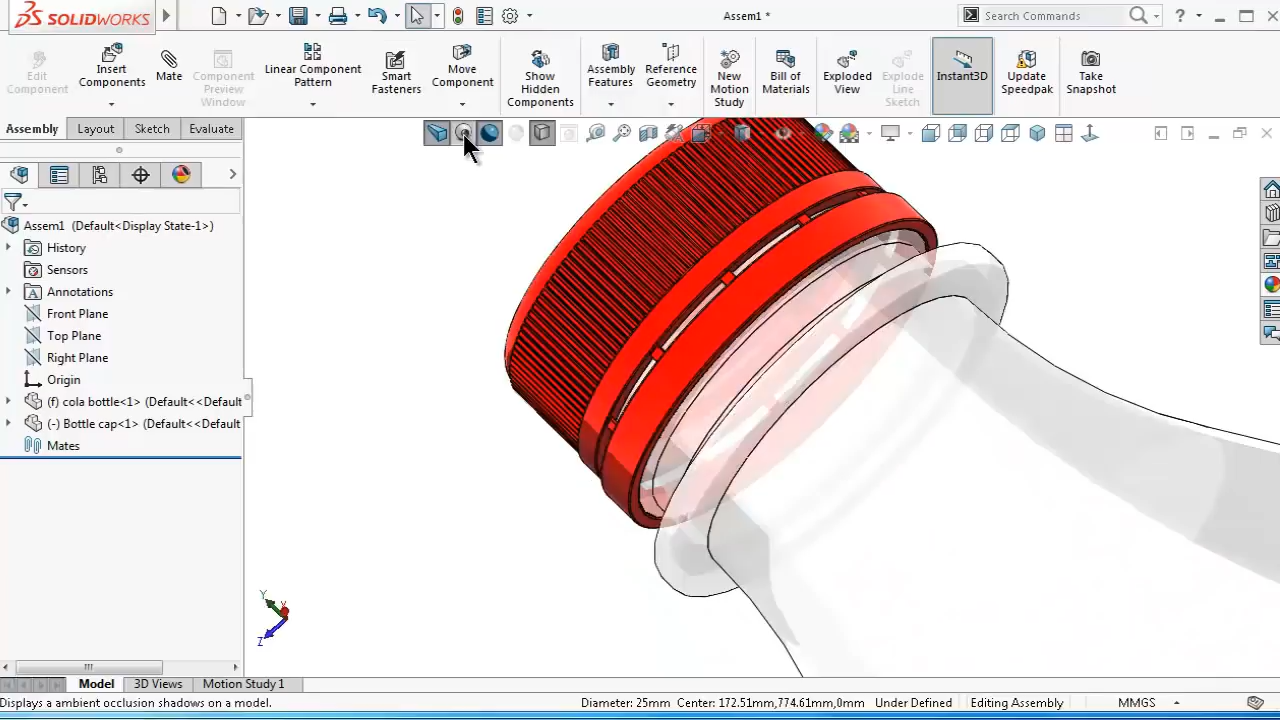 SOLIDWORKS
Assem1 *
Search Commands
?
Edit
Component
Insert
Components
Mate
Component
Preview
Window
Linear Component
Pattern
Smart
Fasteners
Move
Component
Show
Hidden
Components
Assembly
Features
Reference
Geometry
New
Motion
Study
Bill of
Materials
Exploded
View
Explode
Line
Sketch
Instant3D
Update
Speedpak
Take
Snapshot
Assembly
Layout
Sketch
Evaluate
Assem1 (Default<Display State-1>)
History
Sensors
A
Annotations
Front Plane
Top Plane
Right Plane
Origin
(f) cola bottle<1> (Default<<Default
(-) Bottle cap<1> (Default<<Default
Mates
Y
Z
Model
3D Views
Motion Study 1
Displays a ambient occlusion shadows on a model.
Diameter: 25mm Center: 172.51mm,774.61mm,0mm Under Defined Editing Assembly MMGS